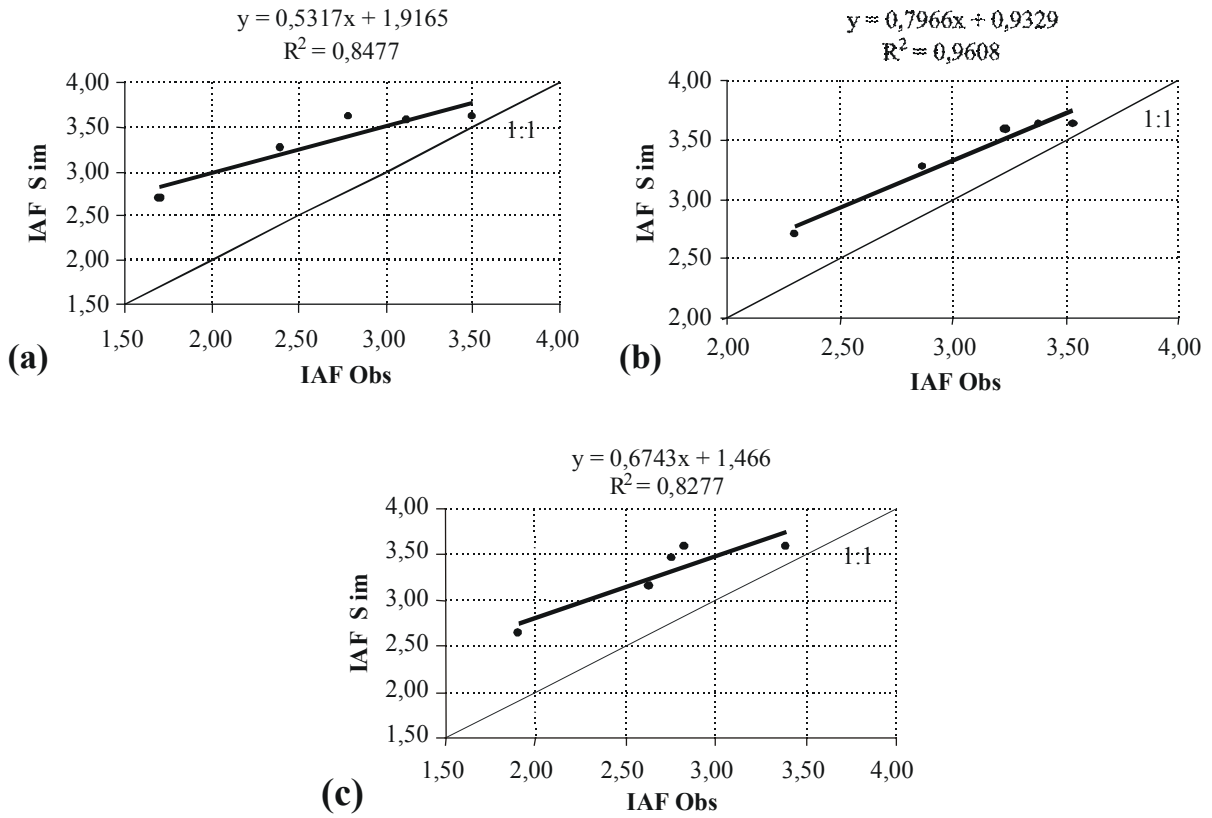 y = 0,5317x + 1,9165
R² = 0,8477
4,00
3,50
3,00
2,50
2,00
1,50
IAF S im
1:1
1,50 2,00 2,50 3,00 3,50 4,00
IAF Obs
(a)
y = 0,7966x + 0,9329
R² = 0,9608
4,00
3,50
3,00
2,50
2,00
IAF S im
1:1
2,00 2,50 3,00 3,50 4,00
IAF Obs
(b)
y = 0,6743x + 1,466
R² = 0,8277
4,00
3,50
3,00
2,50
2,00
1,50
IAF S im
1:1
1,50 2,00 2,50 3,00 3,50 4,00
IAF Obs
(c)